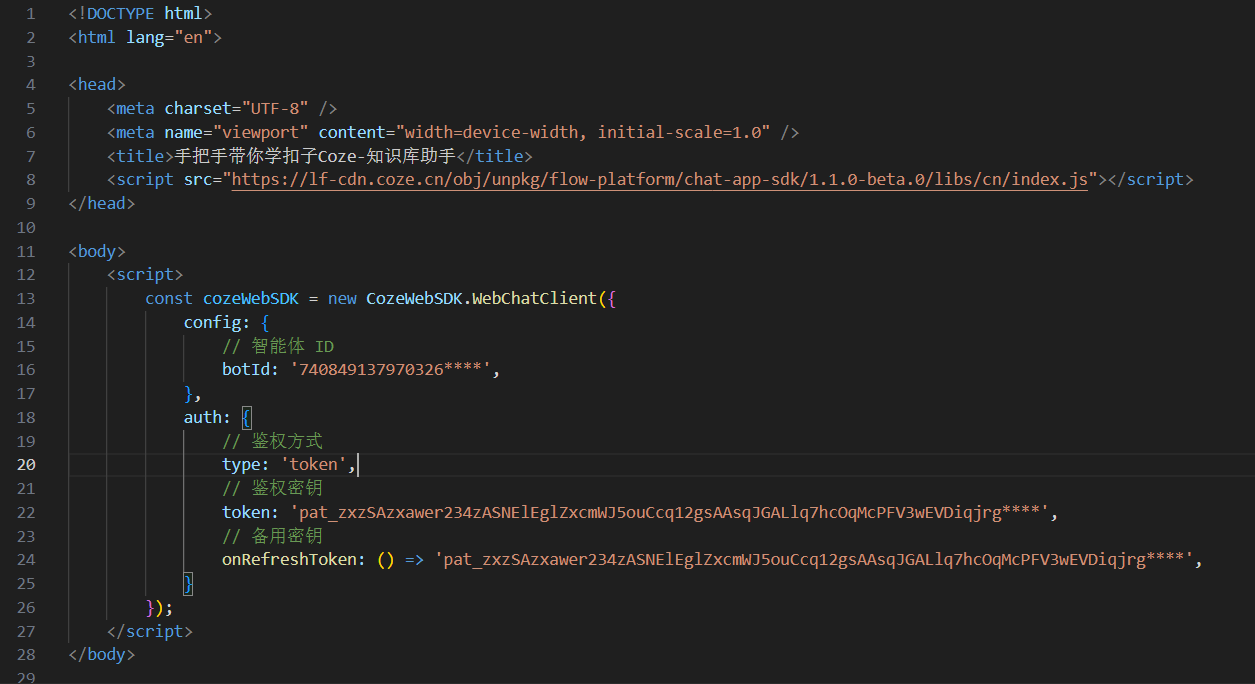 1 <!DOCTYPE html>
2 <html lang="en">
3
4 <head>
5 <meta charset="UTF-8" />
6 <meta name="viewport" content="width=device-width, initial-scale=1.0" />
7 <title>手把手带你学扣子Coze-知识库助手</title>
8 <script src="https://lf-cdn.coze.cn/obj/unpkg/flow-platform/chat-app-sdk/1.1.0-beta.0/libs/cn/index.js"></script>
9 </head>
10
11 <body>
12 <script>
13 const cozeWebSDK = new CozeWebSDK.WebChatClient({
14 config: {
15 // 智能体 ID
16 botId: '740849137970326****',
17 },
18 auth: {
19 // 鉴权方式
20 type: 'token',
21 // 鉴权密钥
22 token: 'pat_zxzSAzxawer234zASNElEglZxcmWJ5ouCcq12gsAAsqJGALlq7hcOqMcPFV3wEVDiqjrg****',
23 // 备用密钥
24 onRefreshToken: () => 'pat_zxzSAzxawer234zASNElEglZxcmWJ5ouCcq12gsAAsqJGALlq7hcOqMcPFV3wEVDiqjrg****',
25 }
26 });
27 </script>
28 </body>
29